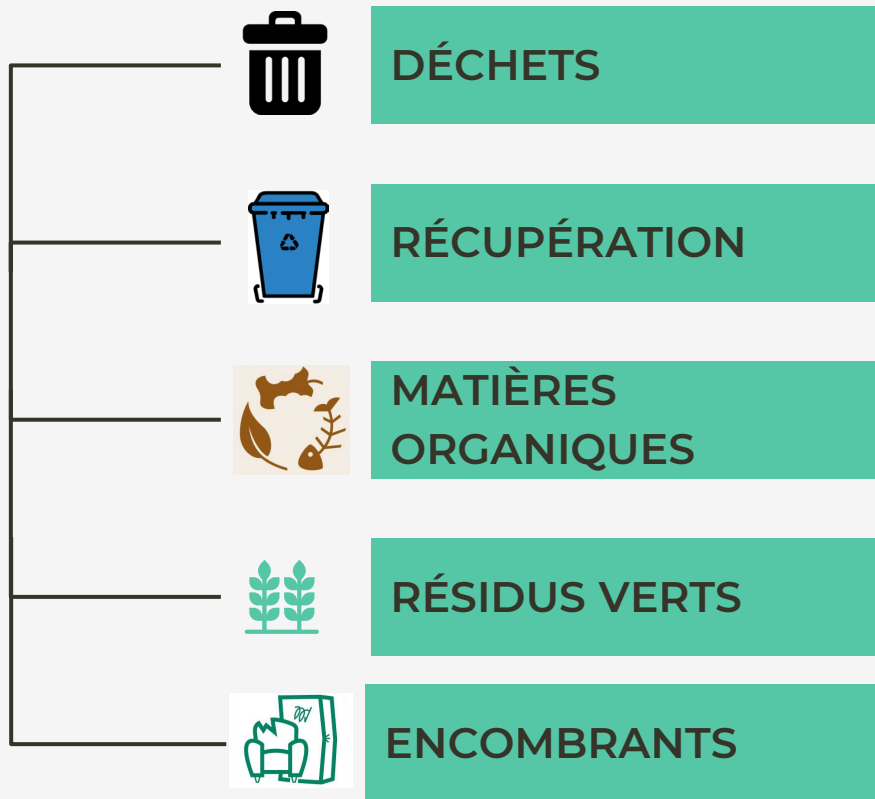 DÉCHETS
RÉCUPÉRATION
MATIÈRES
ORGANIQUES
RÉSIDUS VERTS
ENCOMBRANTS